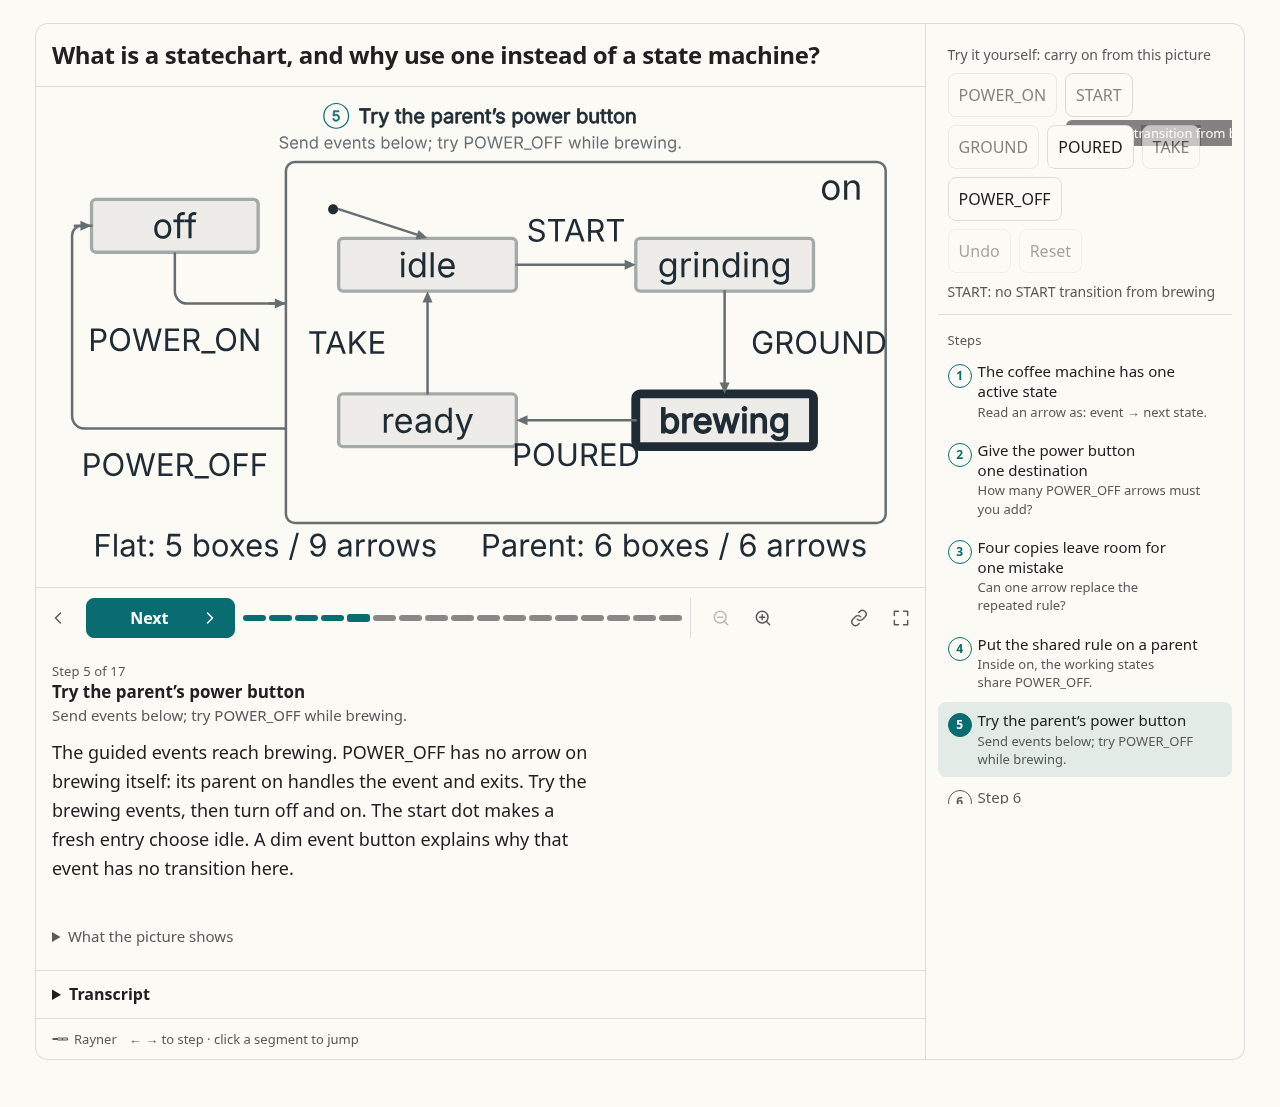 What is a statechart, and why use one instead of a state machine?
5 Try the parent’s power button
Send events below; try POWER_OFF while brewing.
on
off
START
idle
grinding
POWER_ON
TAKE
GROUND
ready
brewing
POURED
POWER_OFF
Flat: 5 boxes / 9 arrows
Parent: 6 boxes / 6 arrows
Next
Step 5 of 17
Try the parent’s power button
Send events below; try POWER_OFF while brewing.
The guided events reach brewing. POWER_OFF has no arrow on
brewing itself: its parent on handles the event and exits. Try the
brewing events, then turn off and on. The start dot makes a
fresh entry choose idle. A dim event button explains why that
event has no transition here.
What the picture shows
Transcript
Rayner ← → to step · click a segment to jump
Try it yourself: carry on from this picture
POWER_ON START
transition from
GROUND POURED TAKE
POWER_OFF
Undo Reset
START: no START transition from brewing
Steps
1 The coffee machine has one
active state
Read an arrow as: event → next state.
2 Give the power button
one destination
How many POWER_OFF arrows must
you add?
3 Four copies leave room for
one mistake
Can one arrow replace the
repeated rule?
4 Put the shared rule on a parent
Inside on, the working states
share POWER_OFF.
5 Try the parent’s power button
Send events below; try POWER_OFF
while brewing.
6 Step 6